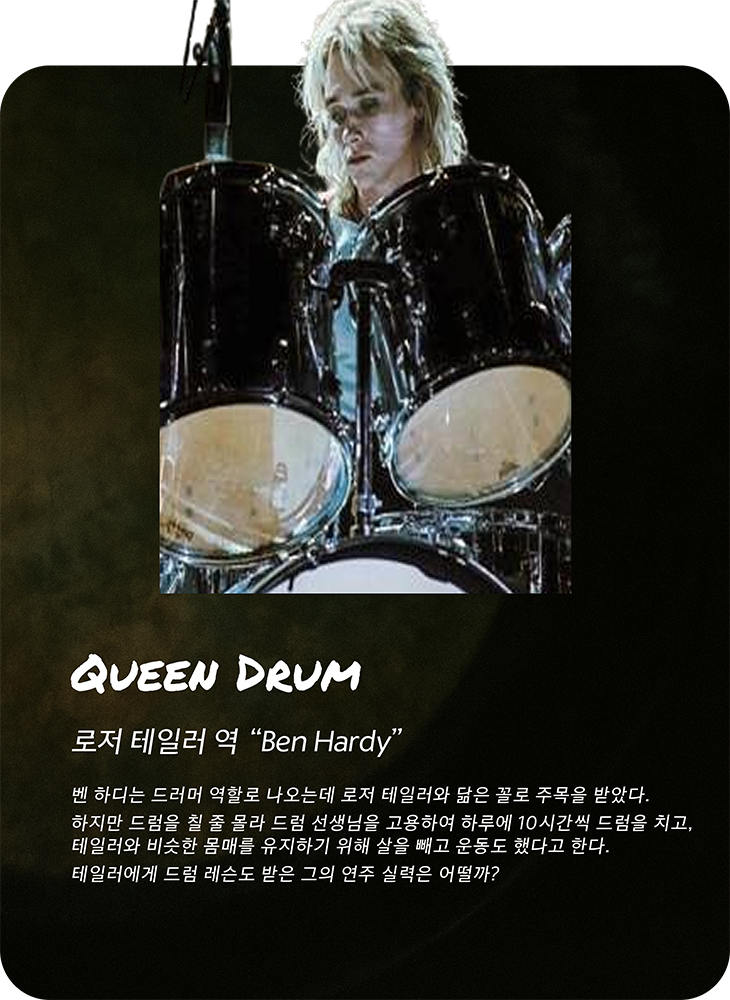 QUEEN DRUM
로저 테일러 역 “Ben Hardy”
벤 하디는 드러머 역할로 나오는데 로저 테일러와 닮은 꼴로 주목을 받았다.
하지만 드럼을 칠 줄 몰라 드럼 선생님을 고용하여 하루에 10시간씩 드럼을 치고,
테일러와 비슷한 몸매를 유지하기 위해 살을 빼고 운동도 했다고 한다.
테일러에게 드럼 레슨도 받은 그의 연주 실력은 어떨까?